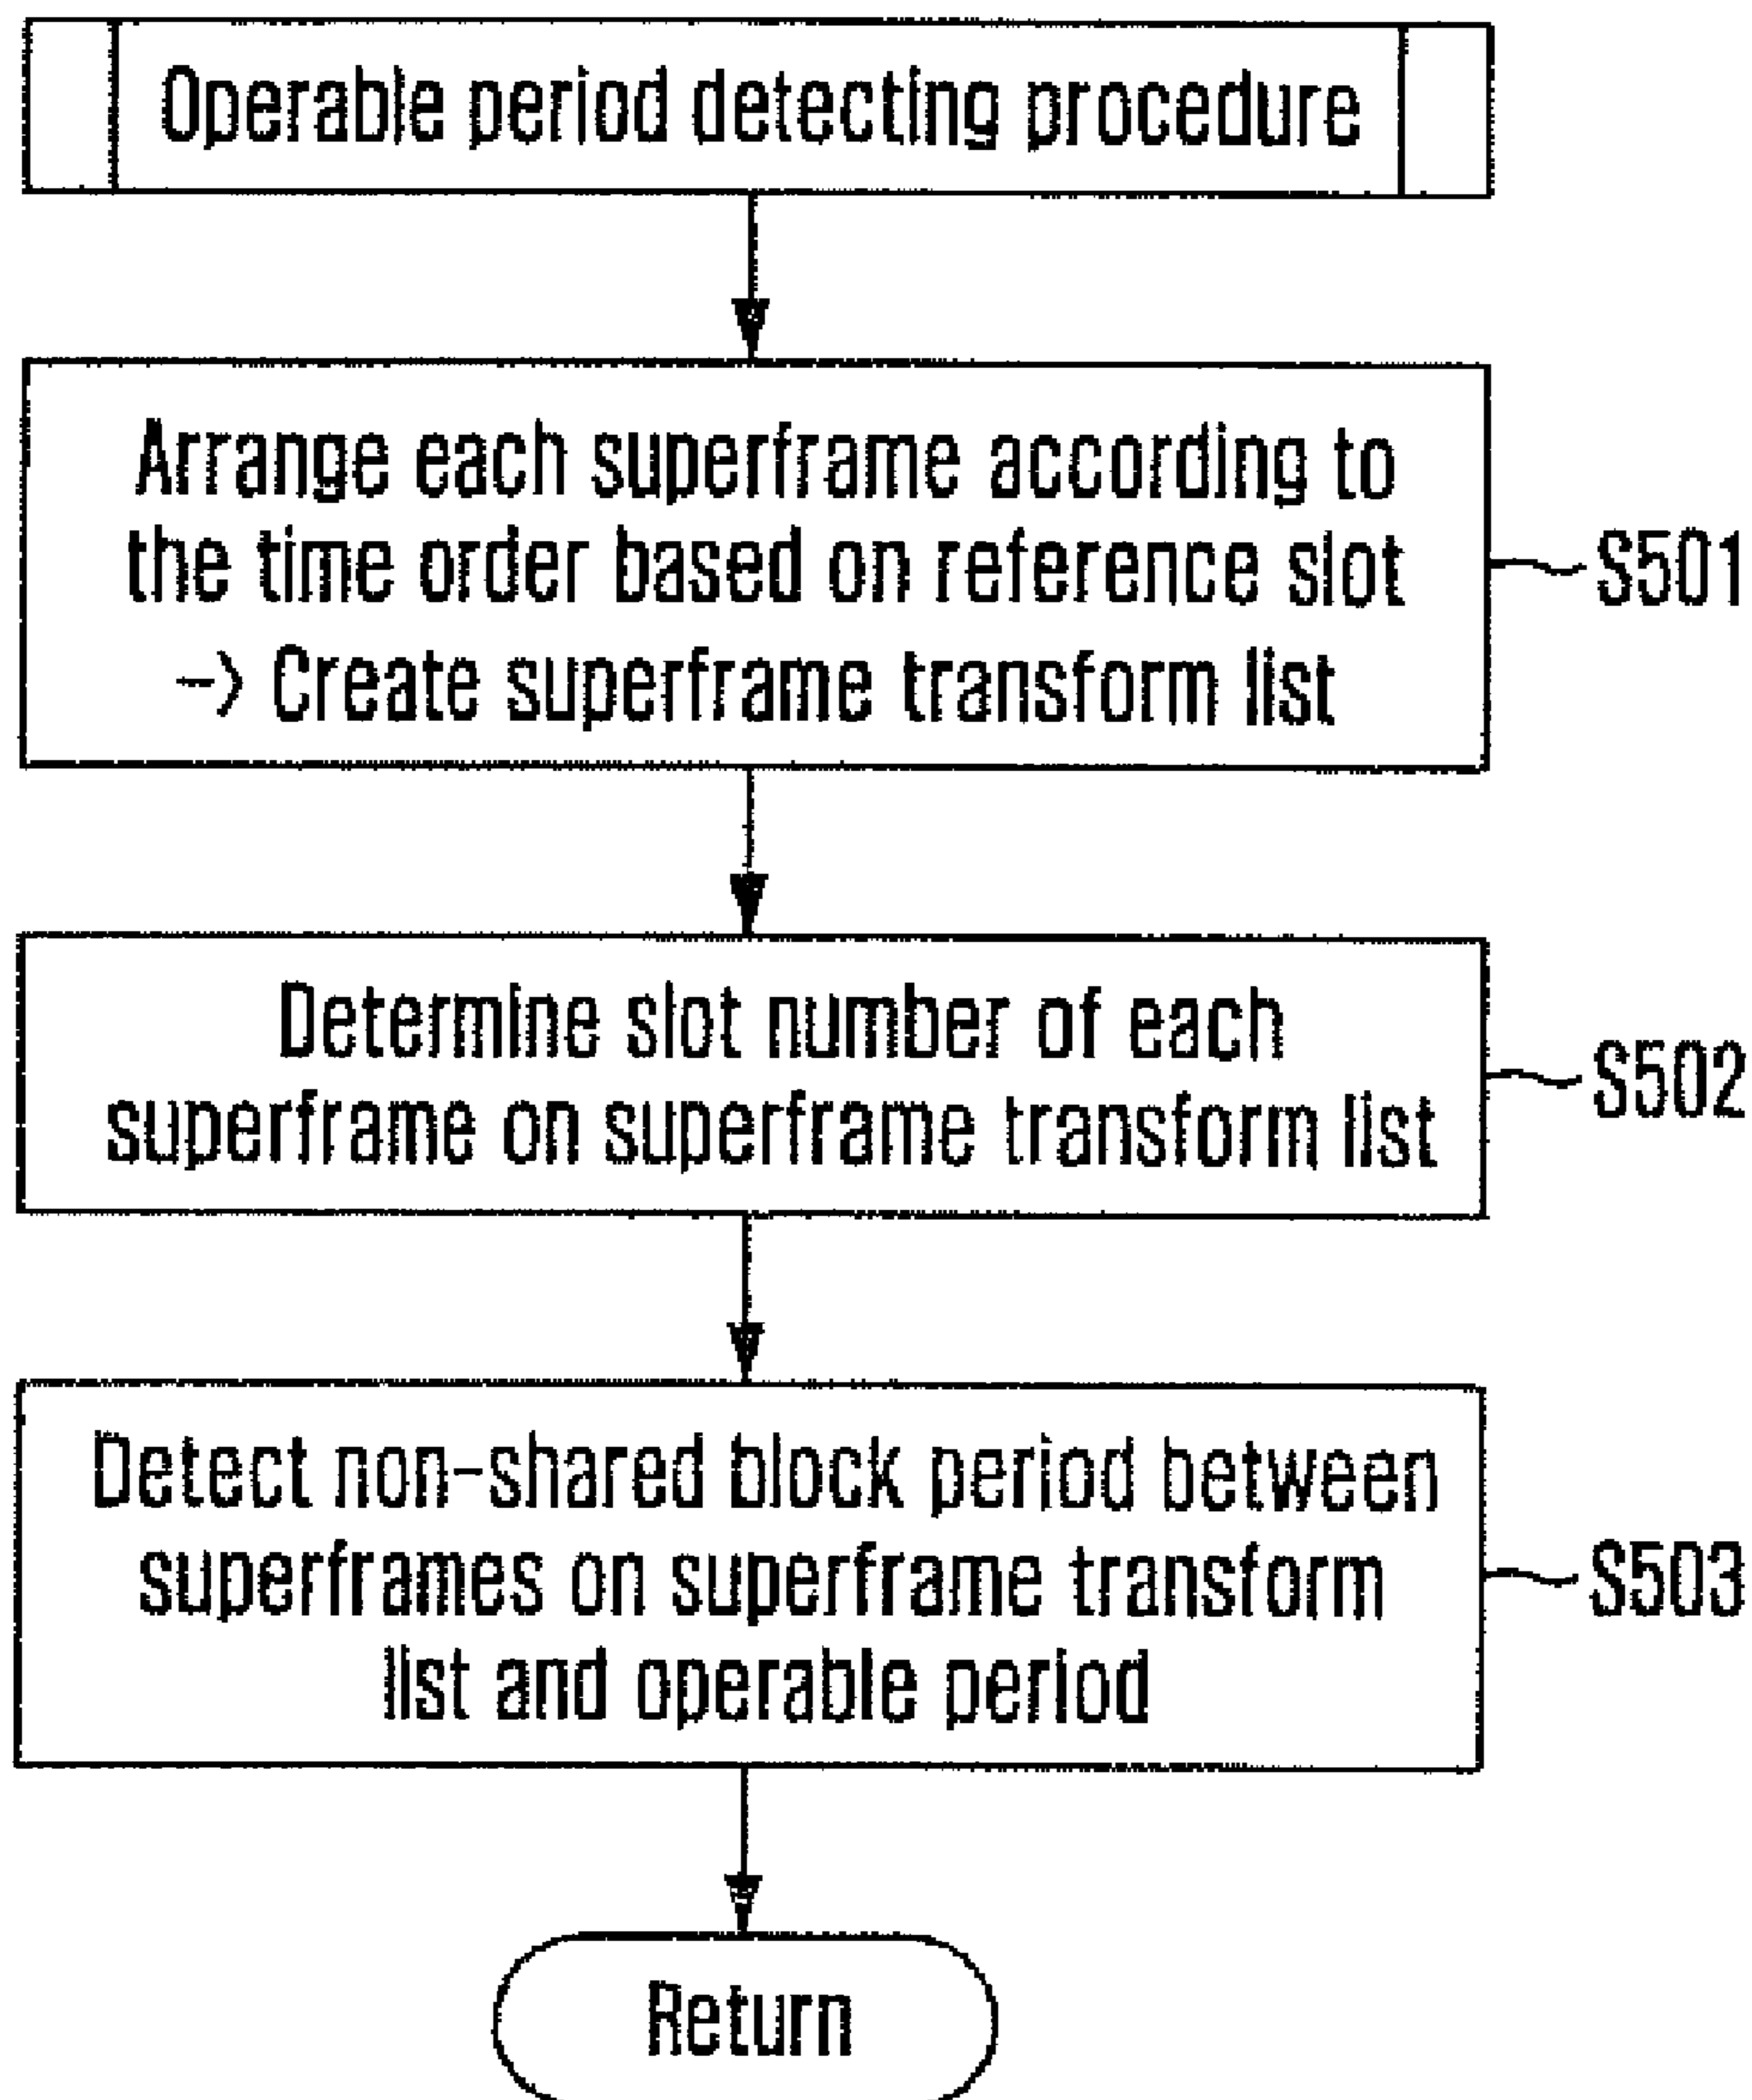 Operable period detecting procedure
Arrange each superframe according to
the time order based on reference slot
-> Create superframe transform list
S501
Determine slot number of each
superframe on superframe transform list
S502
Detect non-shared block period between
superframes on superframe transform
list and operable period
S503
Return